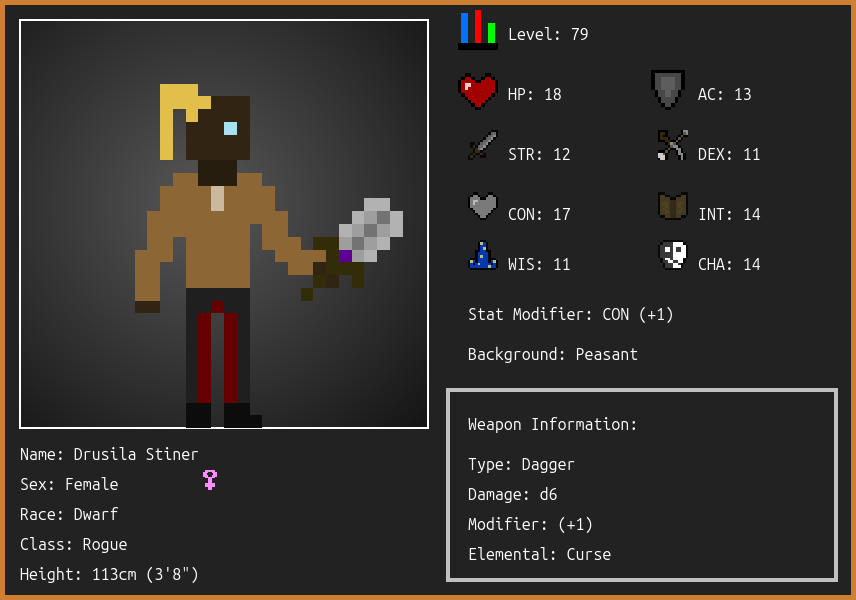 Level: 79
HP: 18
AC: 13
STR: 12
DEX: 11
CON: 17
INT: 14
WIS: 11
CHA: 14
Stat Modifier: CON (+1)
Background: Peasant
Weapon Information:
Type: Dagger
Damage: d6
Modifier: (+1)
Elemental: Curse
Name: Drusila Stiner
Sex: Female
Race: Dwarf
Class: Rogue
Height: 113cm (3'8")